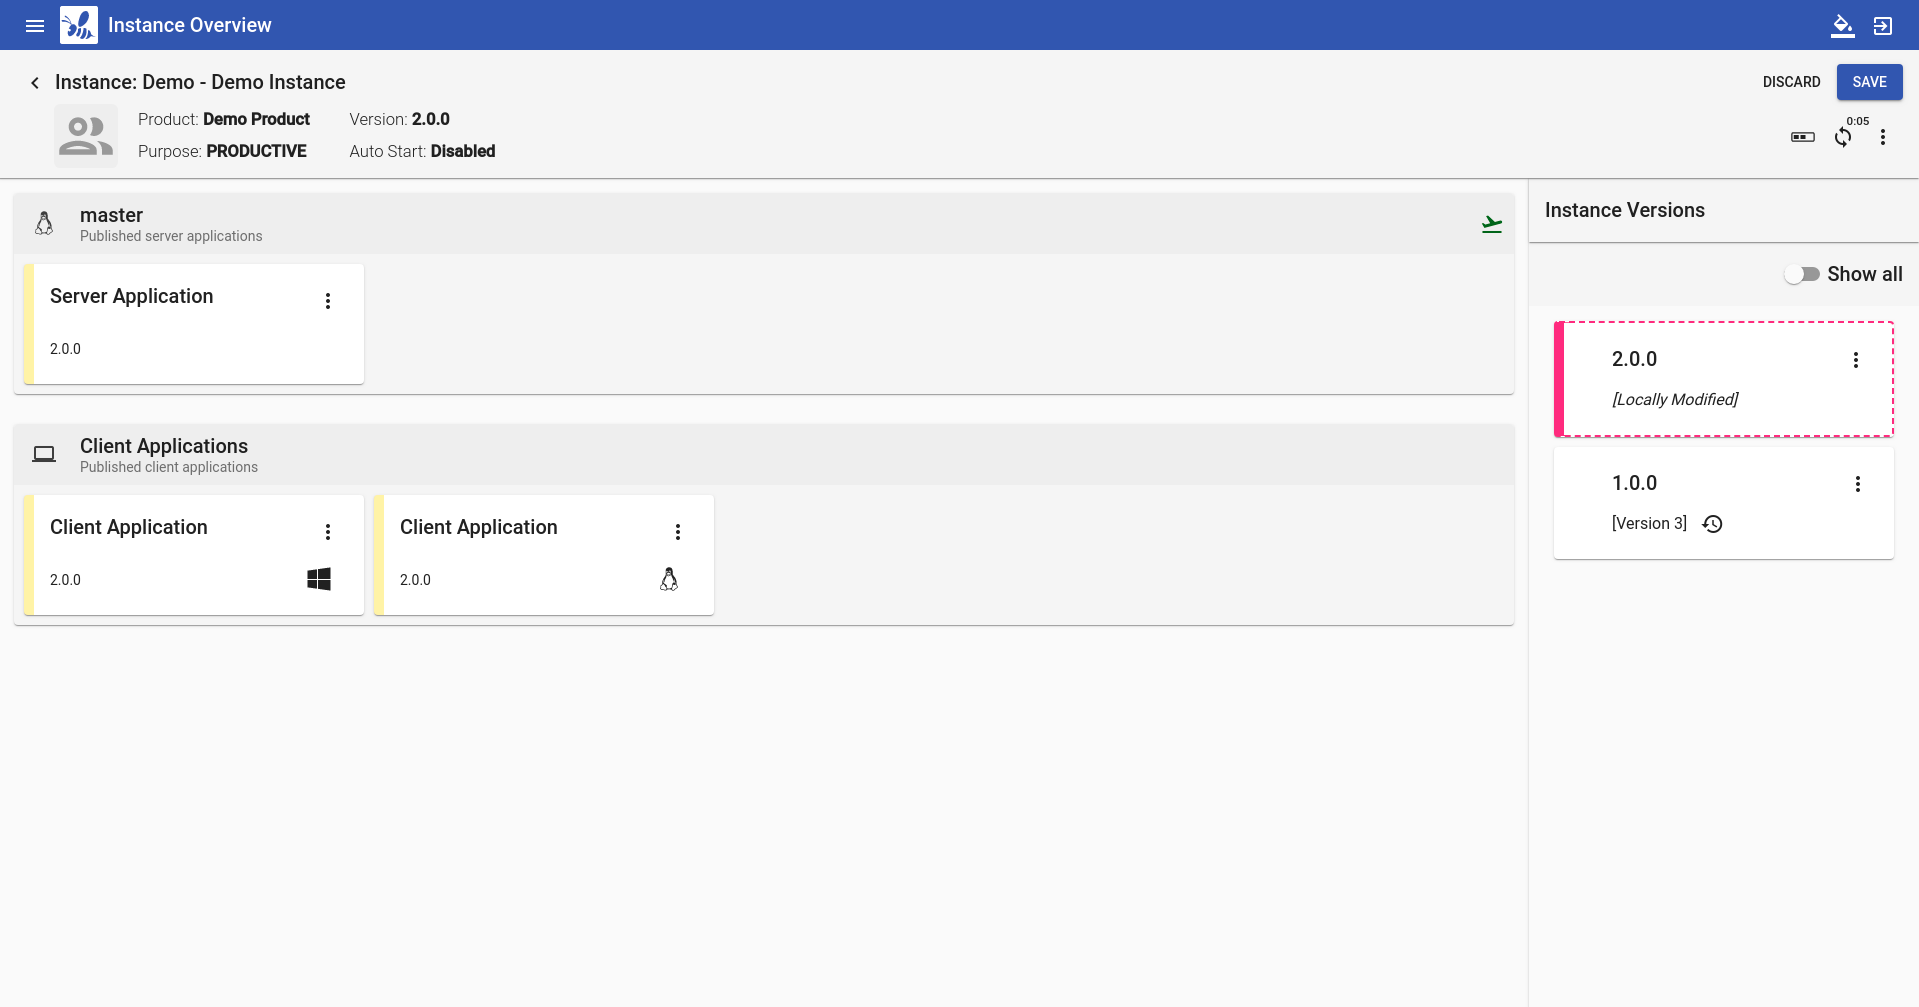 Instance Overview
Instance: Demo - Demo Instance
DISCARD
SAVE
Product: Demo Product
Version: 2.0.0
Purpose: PRODUCTIVE
Auto Start: Disabled
0:05
master
Published server applications
Server Application
2.0.0
Client Applications
Published client applications
Client Application
2.0.0
Client Application
2.0.0
Instance Versions
Show all
2.0.0
[Locally Modified]
1.0.0
[Version 3]